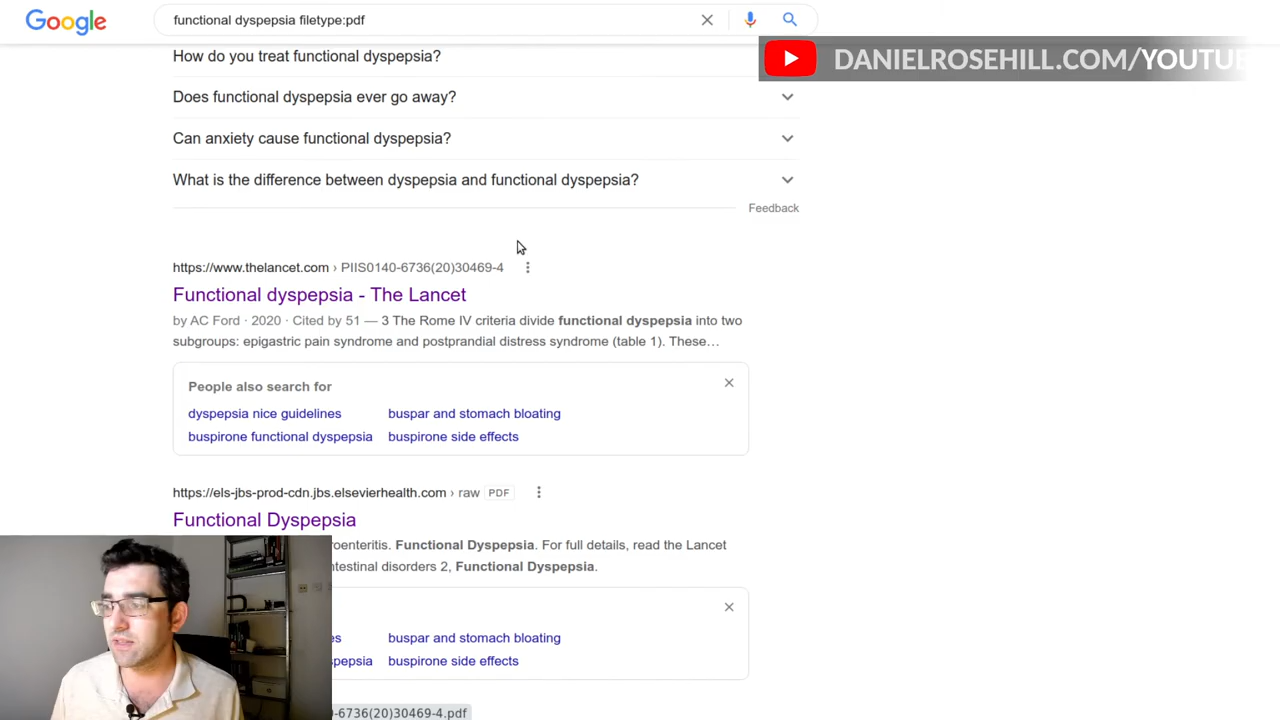 Google
functional dyspepsia filetype:pdf
DANIELROSEHILL.COM/YOUTUB
How do you treat functional dyspepsia?
Does functional dyspepsia ever go away?
Can anxiety cause functional dyspepsia?
What is the difference between dyspepsia and functional dyspepsia?
Feedback
https://www.thelancet.com › PIIS0140-6736(20)30469-4
Functional dyspepsia - The Lancet
by AC Ford · 2020 · Cited by 51 — 3 The Rome IV criteria divide functional dyspepsia into two
subgroups: epigastric pain syndrome and postprandial distress syndrome (table 1). These…
People also search for
dyspepsia nice guidelines buspar and stomach bloating
buspirone functional dyspepsia buspirone side effects
https://els-jbs-prod-cdn.jbs.elsevierhealth.com › raw PDF
Functional Dyspepsia
roenteritis. Functional Dyspepsia. For full details, read the Lancet
ntestinal disorders 2, Functional Dyspepsia.
es buspar and stomach bloating
pepsia buspirone side effects
-6736(20)30469-4.pdf